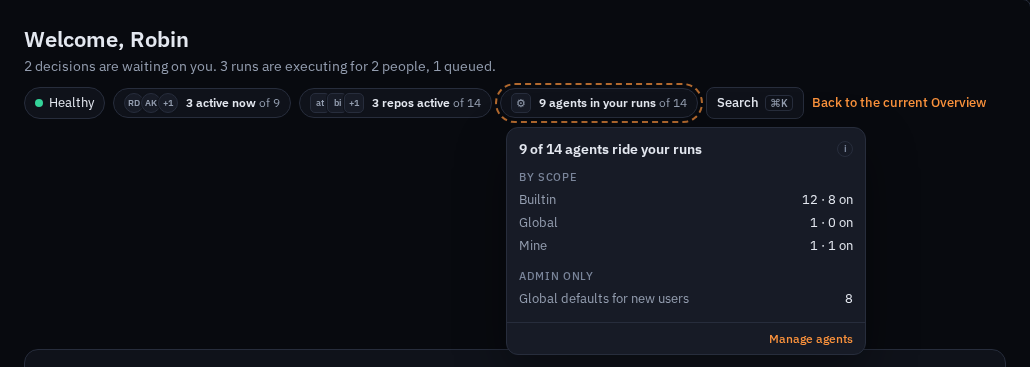 Welcome, Robin
2 decisions are waiting on you. 3 runs are executing for 2 people, 1 queued.
Healthy RD AK +1 3 active now of 9 at bi +1 3 repos active of 14 9 agents in your runs of 14 Search ⌘K Back to the current Overview
9 of 14 agents ride your runs i
BY SCOPE
Builtin 12 · 8 on
Global 1 · 0 on
Mine 1 · 1 on
ADMIN ONLY
Global defaults for new users 8
Manage agents